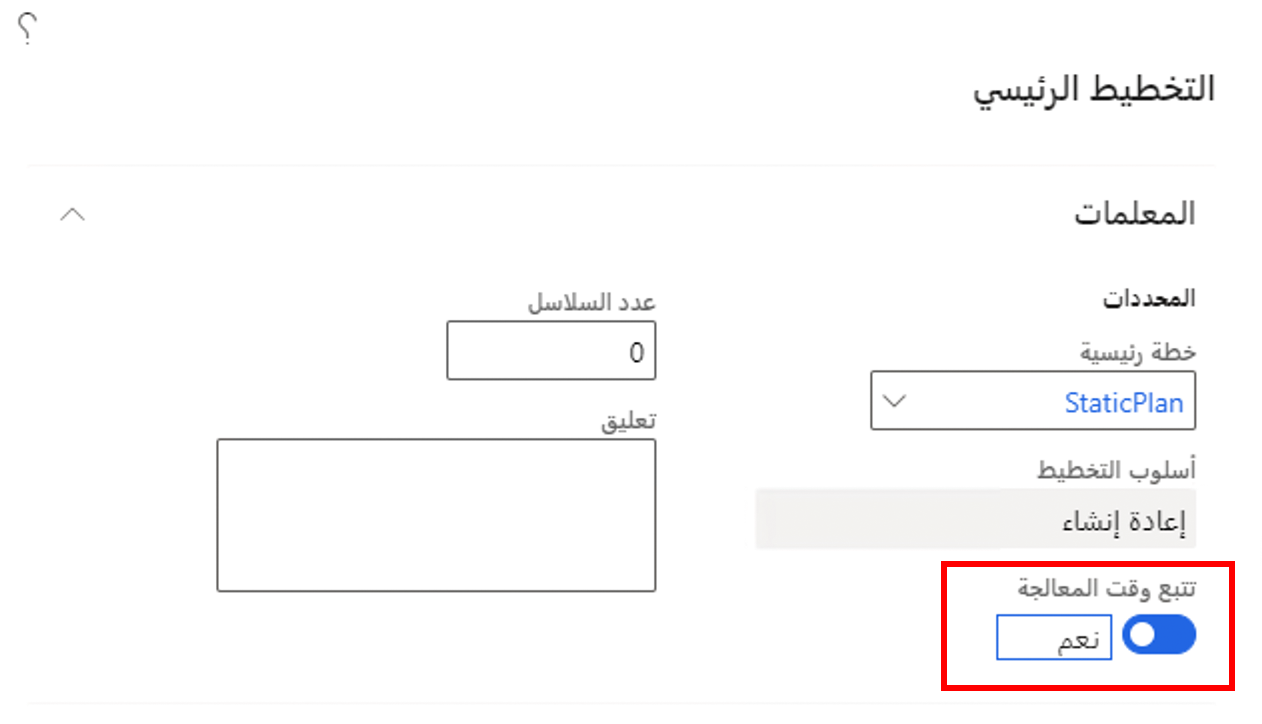 ؟
التخطيط الرئيسي
المعلمات
المحددات
خطة رئيسية
StaticPlan
أسلوب التخطيط
إعادة إنشاء
تتبع وقت المعالجة
نعم
عدد السلاسل
0
تعليق